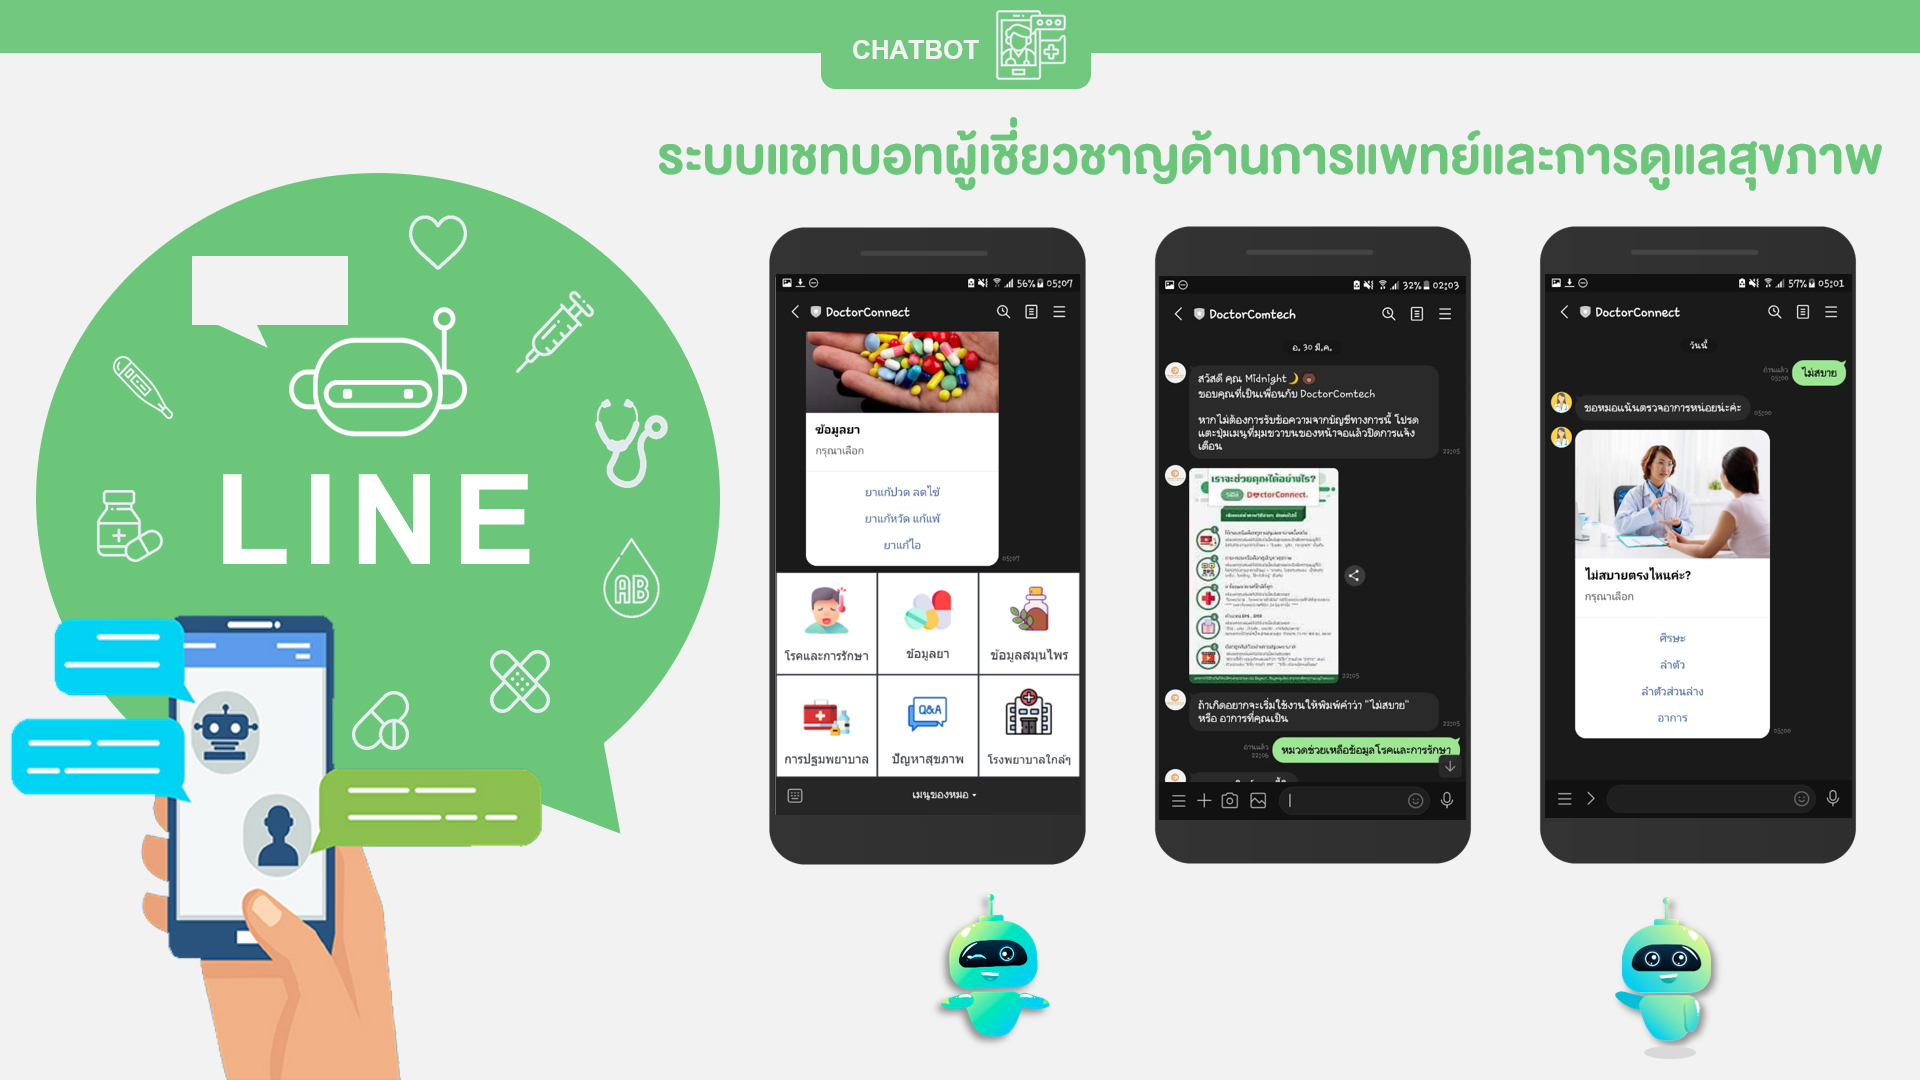 CHATBOT
ระบบแชทบอทผู้เชี่ยวชาญด้านการแพทย์และการดูแลสุขภาพ
LINE
AB
56% 05:07
DoctorConnect
ข้อมูลยา
กรุณาเลือก
ยาแก้ปวด ลดไข้
ยาแก้หวัด แก้แพ้
ยาแก้ไอ
05:07
โรคและการรักษา
ข้อมูลยา
ข้อมูลสมุนไพร
Q&A
การปฐมพยาบาล
ปัญหาสุขภาพ
โรงพยาบาลใกล้ๆ
เมนูของหมอ
32% 02:03
DoctorComtech
อ. 30 มี.ค.
สวัสดี คุณ Midnight
ขอบคุณที่เป็นเพื่อนกับ DoctorComtech
หากไม่ต้องการรับข้อความจากบัญชีทางการนี้ โปรด
แตะปุ่มเมนูที่มุมขวาบนของหน้าจอแล้วปิดการแจ้ง
เตือน
22:05
เราจะช่วยคุณได้อย่างไร?
DoctorConnect.
22:05
ถ้าเกิดอยากจะเริ่มใช้งานให้พิมพ์คำว่า "ไม่สบาย"
หรือ อาการที่คุณเป็น
22:05
อ่านแล้ว
22:06
หมวดช่วยเหลือข้อมูลโรคและการรักษา
57% 05:01
DoctorConnect
วันนี้
อ่านแล้ว
05:00
ไม่สบาย
ขอหมอแน้นตรวจอาการหน่อยน่ะค่ะ
05:00
ไม่สบายตรงไหนค่ะ?
กรุณาเลือก
ศีรษะ
ลำตัว
ลำตัวส่วนล่าง
อาการ
05:00